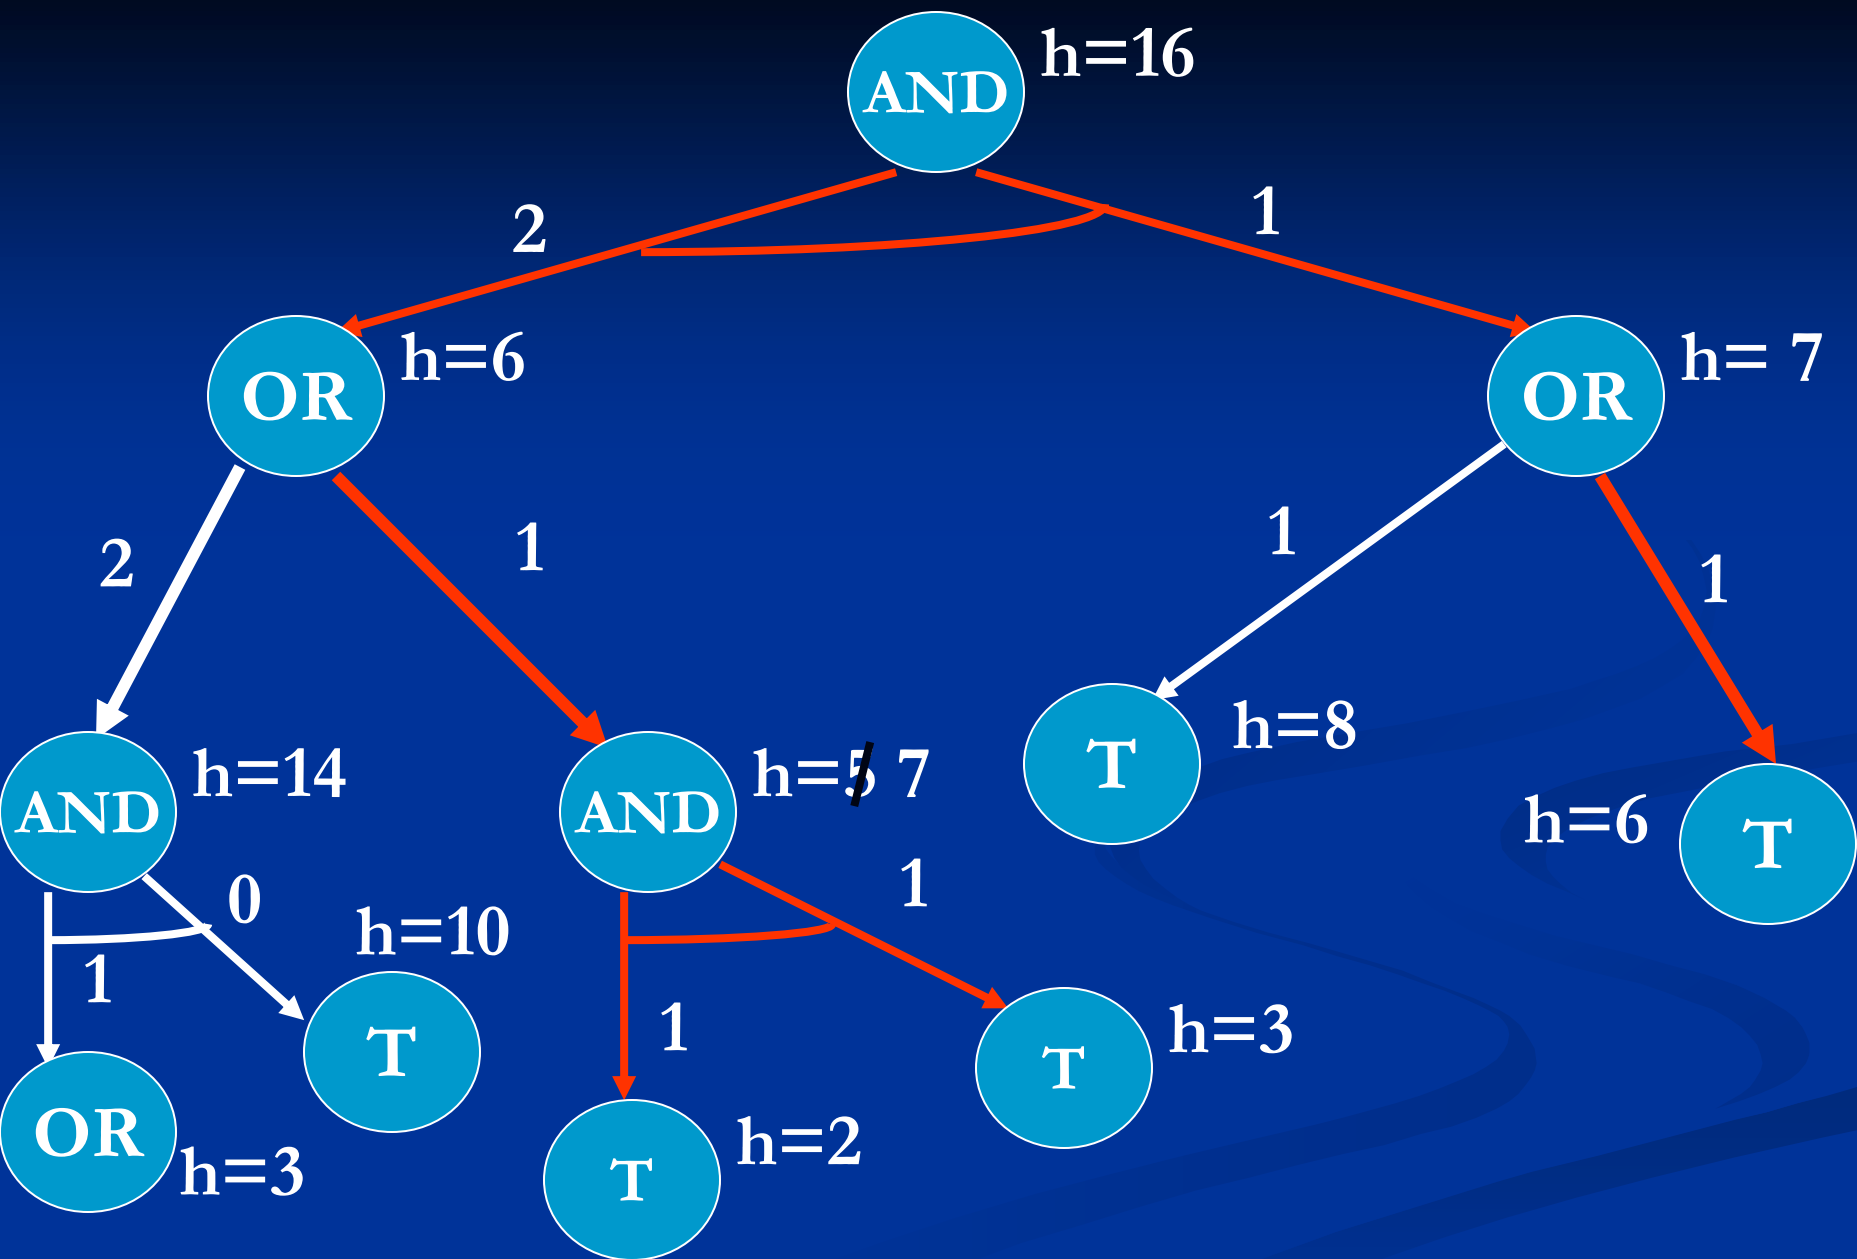 AND h=16
2 1
OR h=6 OR h= 7
2 1 1 1
AND h=14 AND h=5 7 T h=8
h=6 T
0 h=10 1
1 T 1 T h=3
OR h=3 T h=2